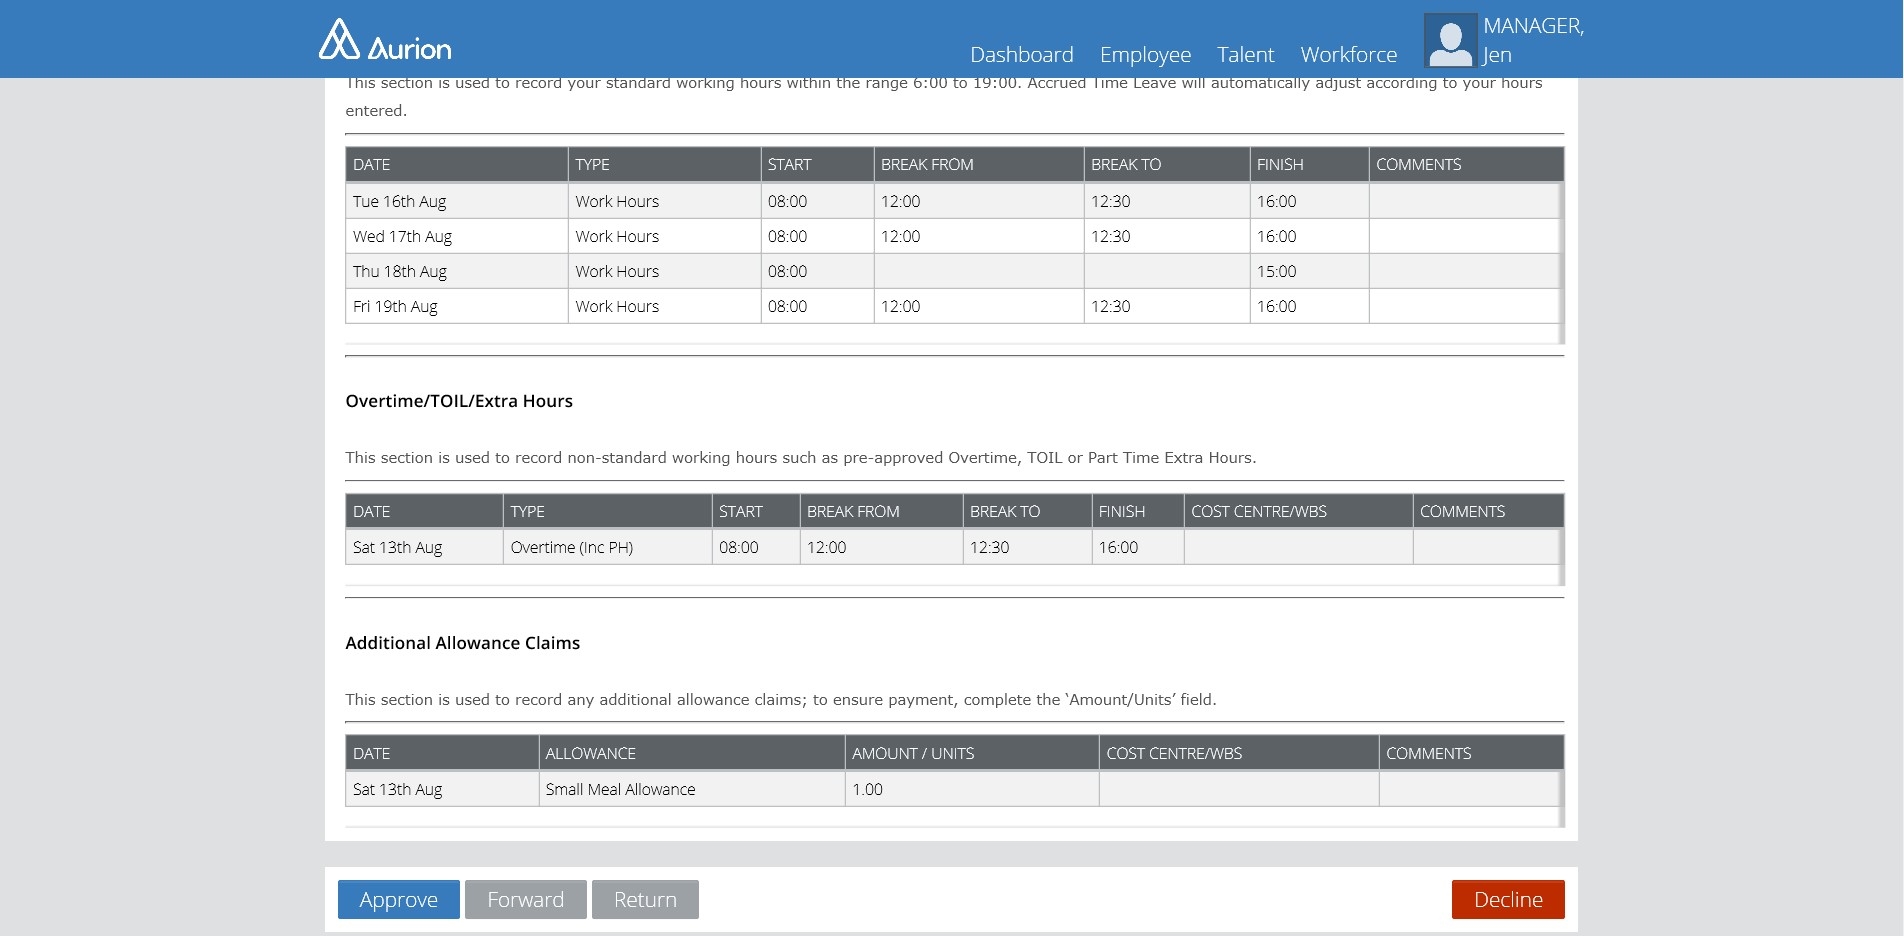 Aurion
Dashboard Employee Talent Workforce MANAGER,
Jen
This section is used to record your standard working hours within the range 6:00 to 19:00. Accrued Time Leave will automatically adjust according to your hours
entered.
DATE TYPE START BREAK FROM BREAK TO FINISH COMMENTS
Tue 16th Aug Work Hours 08:00 12:00 12:30 16:00
Wed 17th Aug Work Hours 08:00 12:00 12:30 16:00
Thu 18th Aug Work Hours 08:00 15:00
Fri 19th Aug Work Hours 08:00 12:00 12:30 16:00
Overtime/TOIL/Extra Hours
This section is used to record non-standard working hours such as pre-approved Overtime, TOIL or Part Time Extra Hours.
DATE TYPE START BREAK FROM BREAK TO FINISH COST CENTRE/WBS COMMENTS
Sat 13th Aug Overtime (Inc PH) 08:00 12:00 12:30 16:00
Additional Allowance Claims
This section is used to record any additional allowance claims; to ensure payment, complete the ‘Amount/Units’ field.
DATE ALLOWANCE AMOUNT / UNITS COST CENTRE/WBS COMMENTS
Sat 13th Aug Small Meal Allowance 1.00
Approve Forward Return Decline